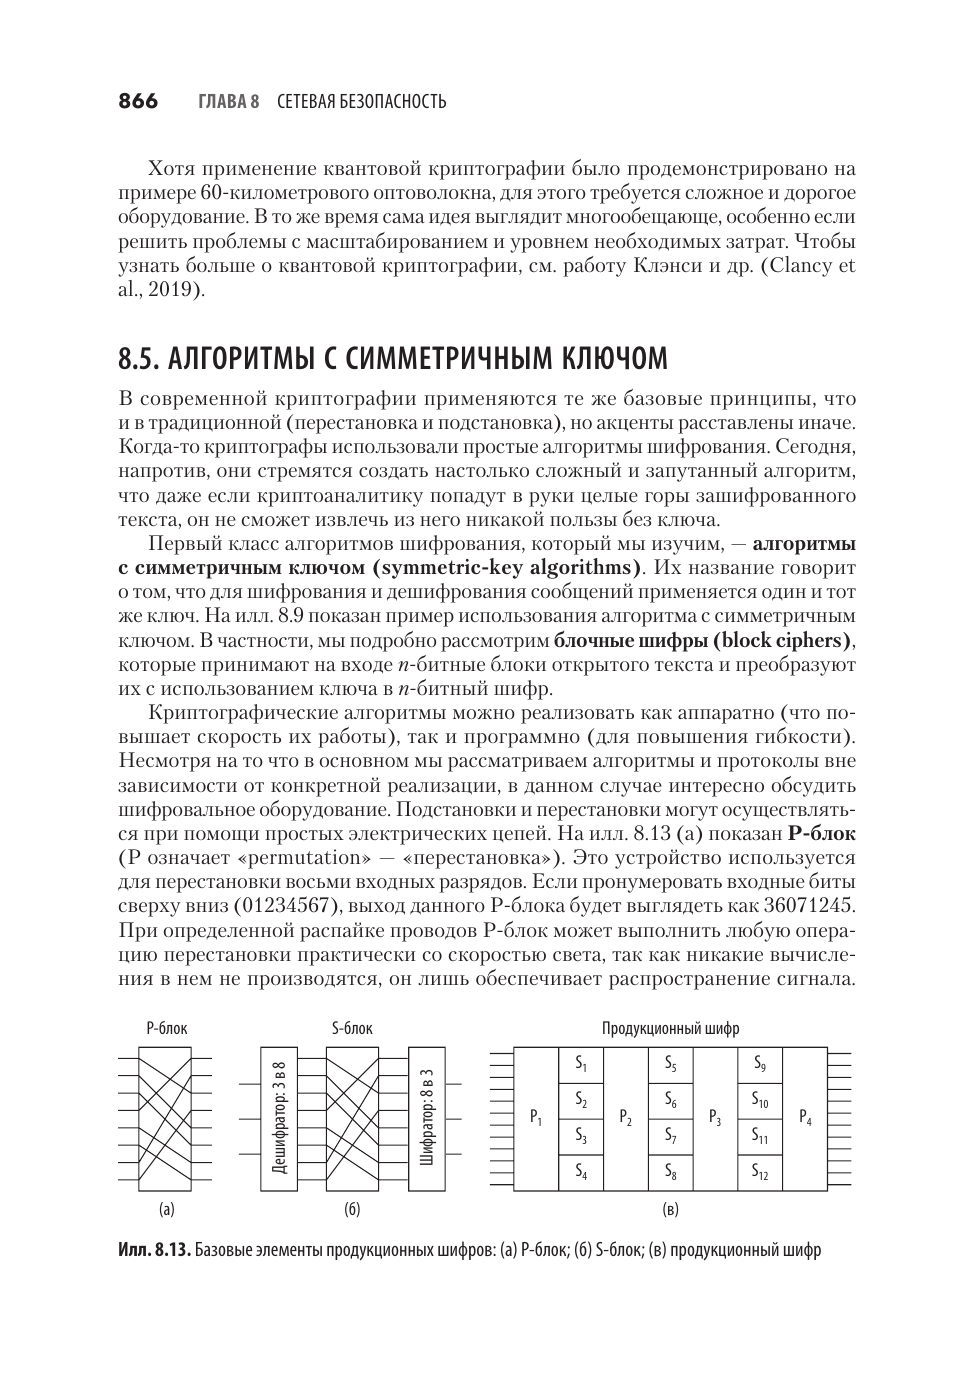 866 ГЛАВА 8 СЕТЕВАЯ БЕЗОПАСНОСТЬ
Хотя применение квантовой криптографии было продемонстрировано на
примере 60-километрового оптоволокна, для этого требуется сложное и дорогое
оборудование. В то же время сама идея выглядит многообещающе, особенно если
решить проблемы с масштабированием и уровнем необходимых затрат. Чтобы
узнать больше о квантовой криптографии, см. работу Клэнси и др. (Clancy et
al., 2019).
8.5. АЛГОРИТМЫ С СИММЕТРИЧНЫМ КЛЮЧОМ
В современной криптографии применяются те же базовые принципы, что
и в традиционной (перестановка и подстановка), но акценты расставлены иначе.
Когда-то криптографы использовали простые алгоритмы шифрования. Сегодня,
напротив, они стремятся создать настолько сложный и запутанный алгоритм,
что даже если криптоаналитику попадут в руки целые горы зашифрованного
текста, он не сможет извлечь из него никакой пользы без ключа.
Первый класс алгоритмов шифрования, который мы изучим, — алгоритмы
с симметричным ключом (symmetric-key algorithms). Их название говорит
о том, что для шифрования и дешифрования сообщений применяется один и тот
же ключ. На илл. 8.9 показан пример использования алгоритма с симметричным
ключом. В частности, мы подробно рассмотрим блочные шифры (block ciphers),
которые принимают на входе n-битные блоки открытого текста и преобразуют
их с использованием ключа в n-битный шифр.
Криптографические алгоритмы можно реализовать как аппаратно (что по-
вышает скорость их работы), так и программно (для повышения гибкости).
Несмотря на то что в основном мы рассматриваем алгоритмы и протоколы вне
зависимости от конкретной реализации, в данном случае интересно обсудить
шифровальное оборудование. Подстановки и перестановки могут осуществлять-
ся при помощи простых электрических цепей. На илл. 8.13 (а) показан P-блок
(P означает «permutation» — «перестановка»). Это устройство используется
для перестановки восьми входных разрядов. Если пронумеровать входные биты
сверху вниз (01234567), выход данного P-блока будет выглядеть как 36071245.
При определенной распайке проводов P-блок может выполнить любую опера-
цию перестановки практически со скоростью света, так как никакие вычисле-
ния в нем не производятся, он лишь обеспечивает распространение сигнала.
P-блок S-блок Продукционный шифр
Дешифратор: 3 в 8
Шифратор: 8 в 3
P1
S1
S2
S3
S4
P2
S5
S6
S7
S8
P3
S9
S10
S11
S12
P4
(а) (б) (в)
Илл. 8.13. Базовые элементы продукционных шифров: (а) P-блок; (б) S-блок; (в) продукционный шифр